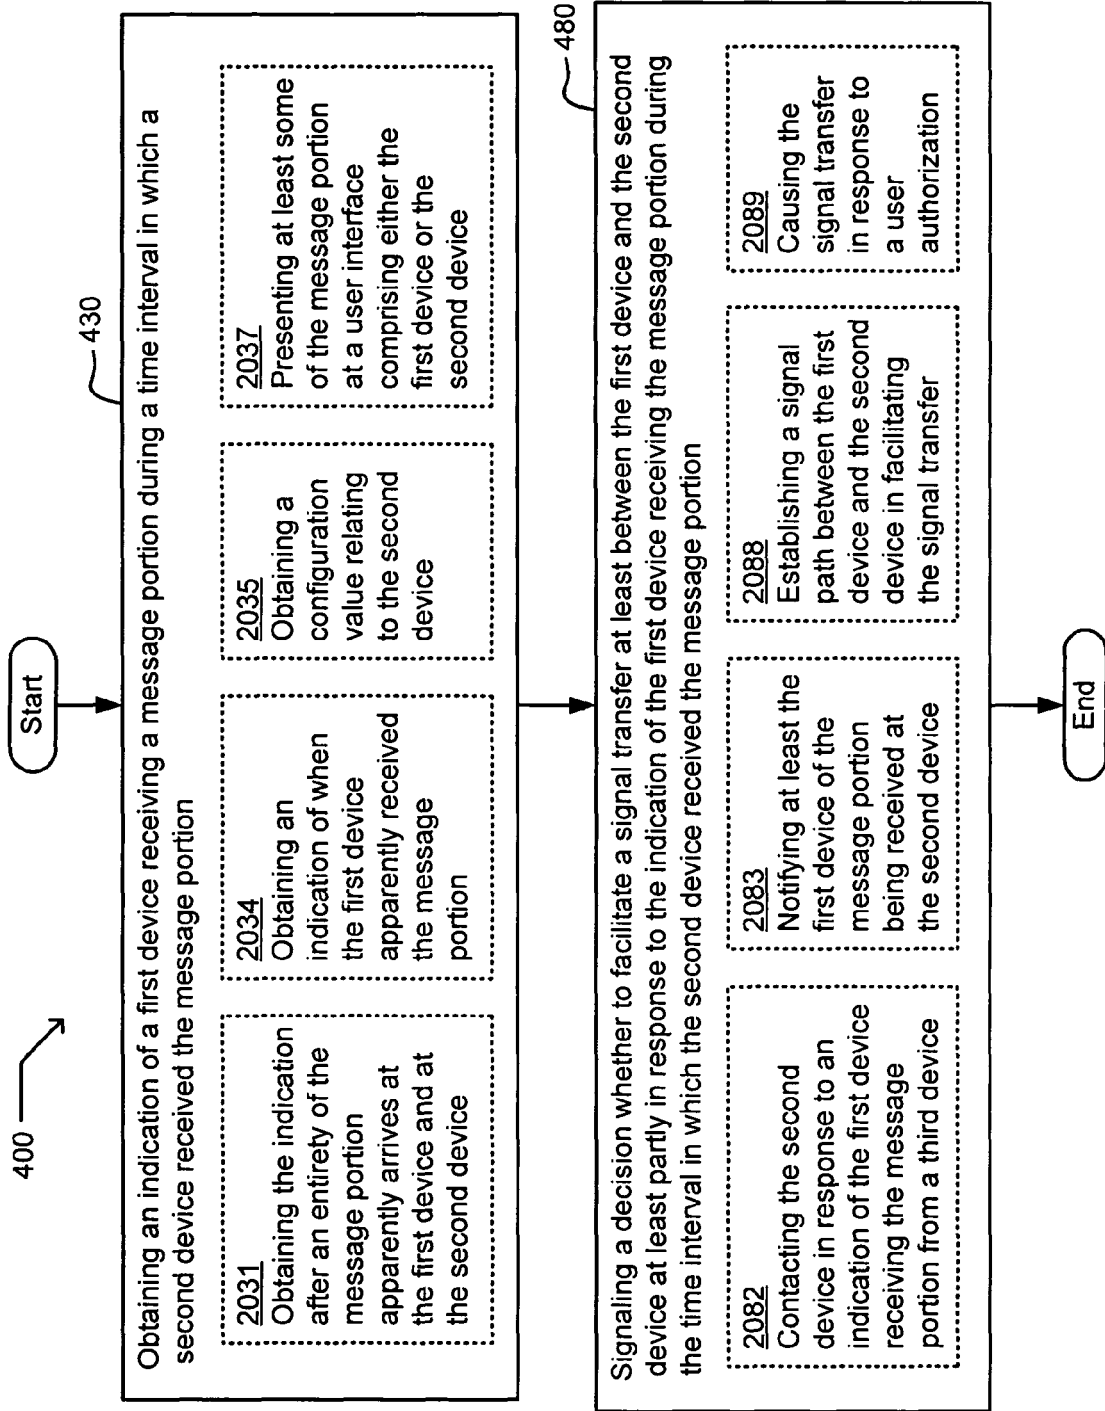 400
Start
430
Obtaining an indication of a first device receiving a message portion during a time interval in which a
second device received the message portion
2031
Obtaining the indication
after an entirety of the
message portion
apparently arrives at
the first device and at
the second device
2034
Obtaining an
indication of when
the first device
apparently received
the message
portion
2035
Obtaining a
configuration
value relating
to the second
device
2037
Presenting at least some
of the message portion
at a user interface
comprising either the
first device or the
second device
480
Signaling a decision whether to facilitate a signal transfer at least between the first device and the second
device at least partly in response to the indication of the first device receiving the message portion during
the time interval in which the second device received the message portion
2082
Contacting the second
device in response to an
indication of the first device
receiving the message
portion from a third device
2083
Notifying at least the
first device of the
message portion
being received at
the second device
2088
Establishing a signal
path between the first
device and the second
device in facilitating
the signal transfer
2089
Causing the
signal transfer
in response to
a user
authorization
End